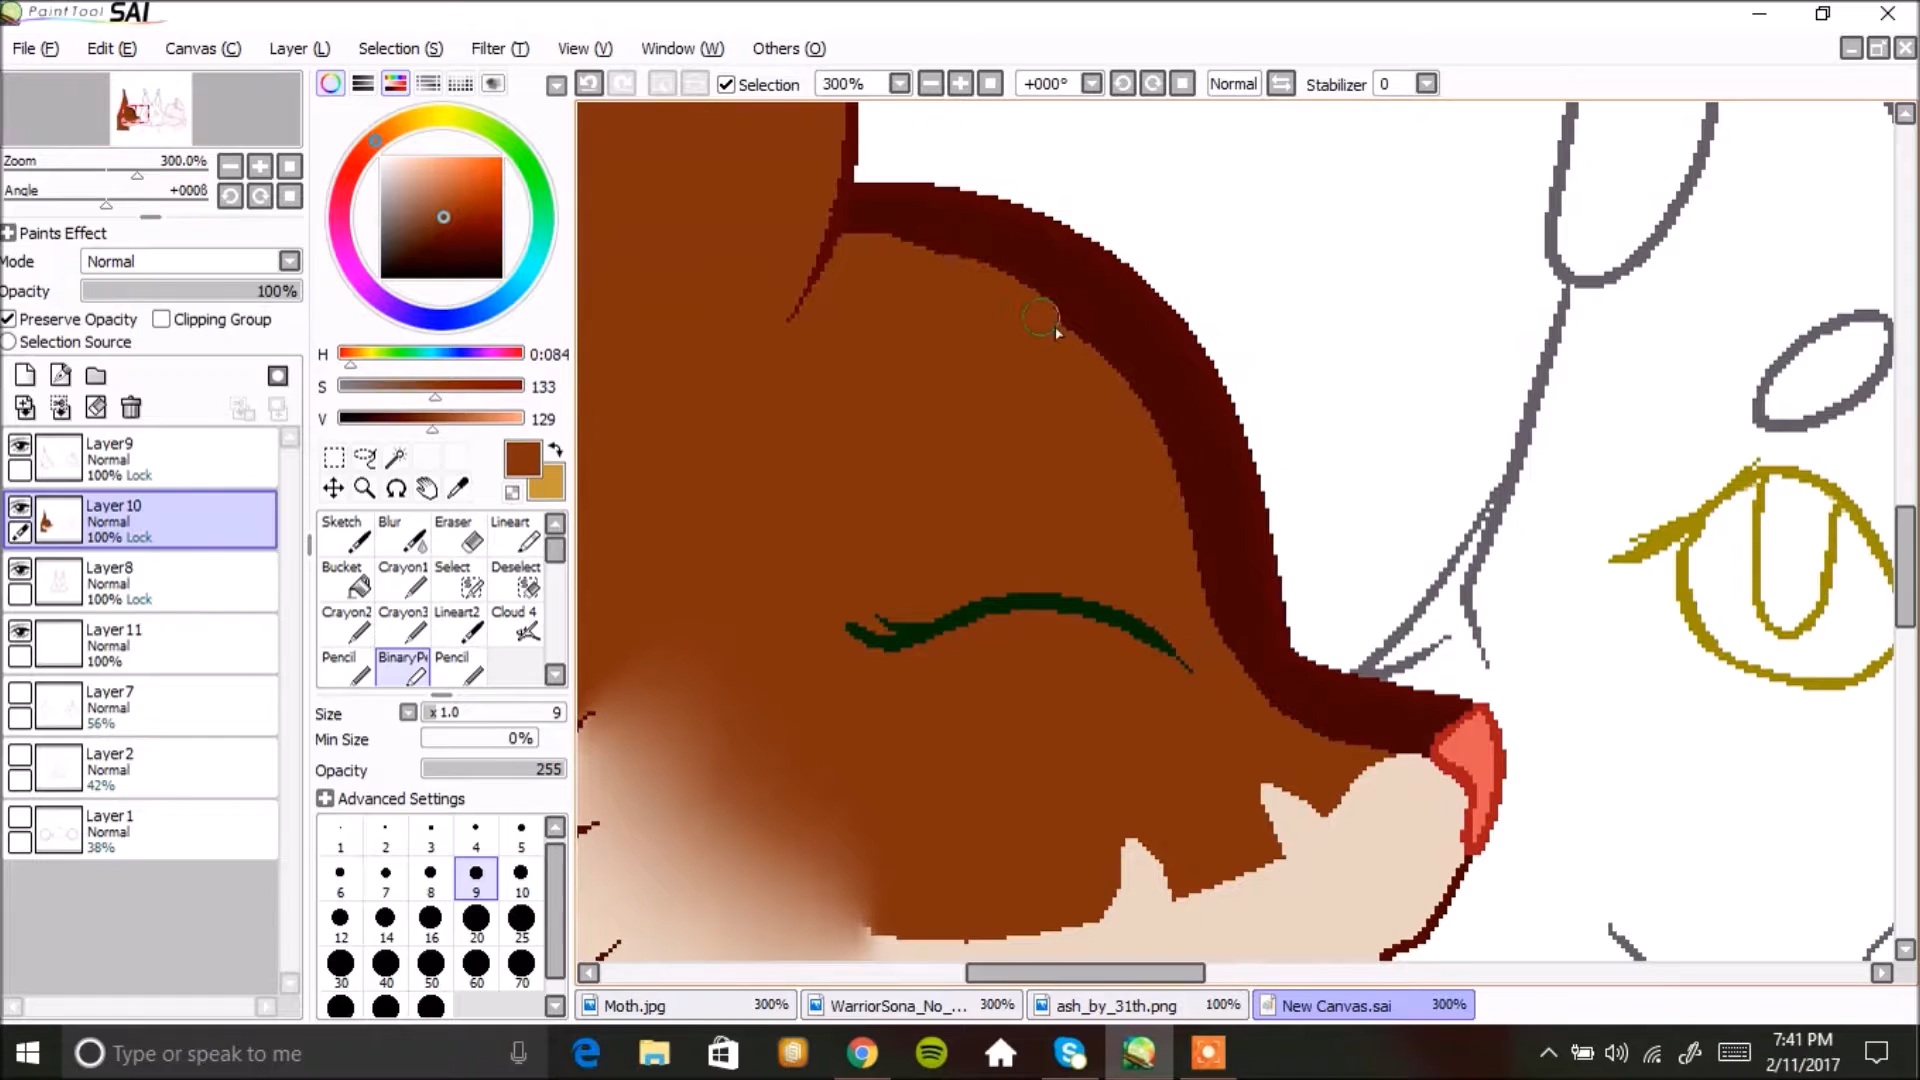 PaintTool SAI
File (F) Edit (E) Canvas (C) Layer (L) Selection (S) Filter (T) View (V) Window (W) Others (O)
Selection 300% +000° Normal Stabilizer 0
Zoom 300.0%
Angle +000ß
Paints Effect
Mode Normal
Opacity 100%
Preserve Opacity Clipping Group
Selection Source
Layer9
Normal
100% Lock
Layer10
Normal
100% Lock
Layer8
Normal
100% Lock
Layer11
Normal
100%
Layer7
Normal
56%
Layer2
Normal
42%
Layer1
Normal
38%
H 0:084
S 133
V 129
Sketch Blur Eraser Lineart
Bucket Crayon1 Select Deselect
Crayon2 Crayon3 Lineart2 Cloud 4
Pencil BinaryPe Pencil
Size x 1.0 9
Min Size 0%
Opacity 255
Advanced Settings
1 2 3 4 5
6 7 8 9 10
12 14 16 20 25
30 40 50 60 70
Moth.jpg 300% WarriorSona_No_... 300% ash_by_31th.png 100% New Canvas.sai 300%
Type or speak to me
7:41 PM
2/11/2017